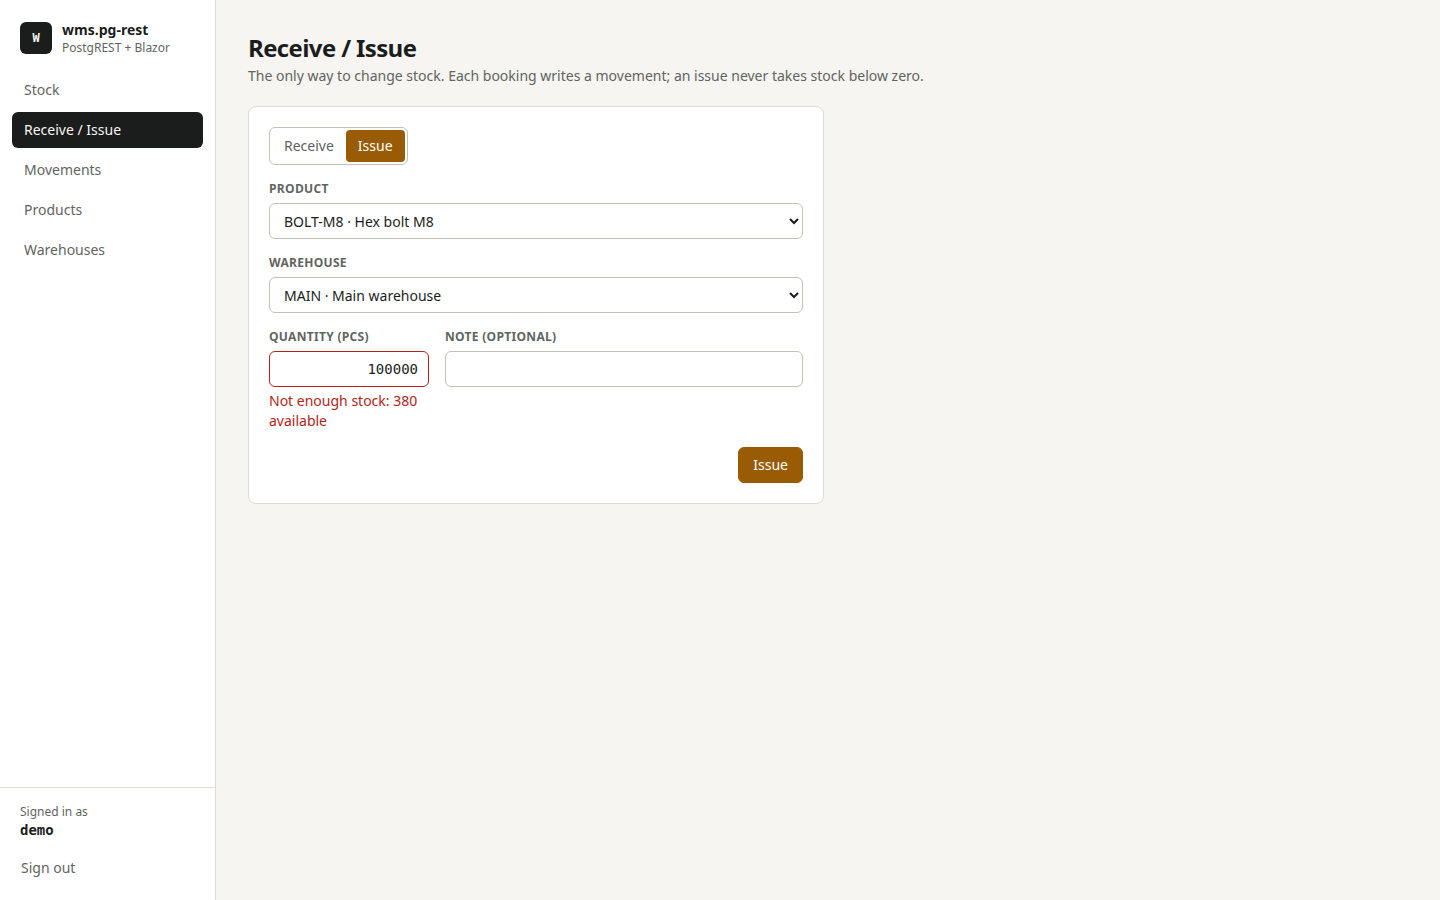 W
wms.pg-rest
PostgREST + Blazor
Stock
Receive / Issue
Movements
Products
Warehouses
Signed in as
demo
Sign out
Receive / Issue
The only way to change stock. Each booking writes a movement; an issue never takes stock below zero.
Receive Issue
PRODUCT
BOLT-M8 · Hex bolt M8
WAREHOUSE
MAIN · Main warehouse
QUANTITY (PCS) NOTE (OPTIONAL)
100000
Not enough stock: 380
available
Issue